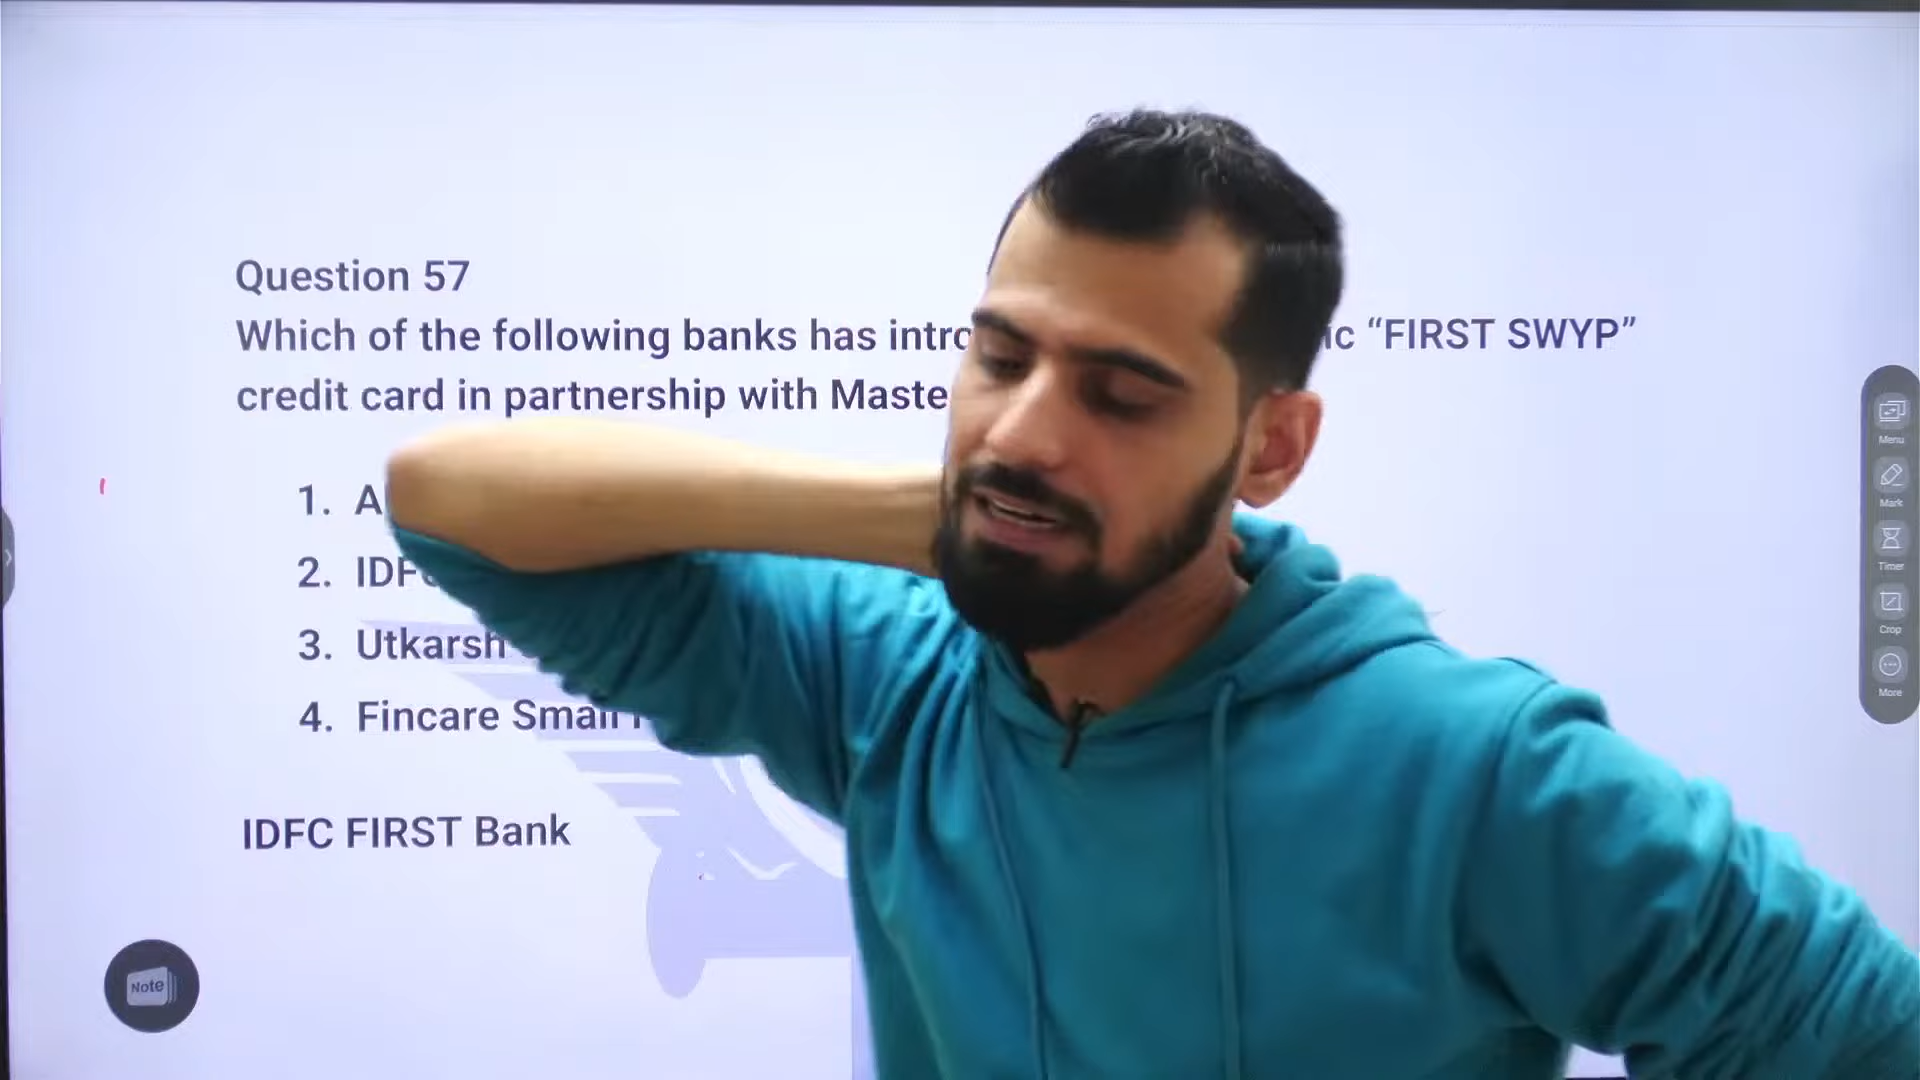 Question 57
Which of the following banks has intro ic “FIRST SWYP”
credit card in partnership with Maste
1. A
2. IDF
3. Utkarsh
4. Fincare Small
IDFC FIRST Bank
Note
Menu
Mark
Timer
Crop
More